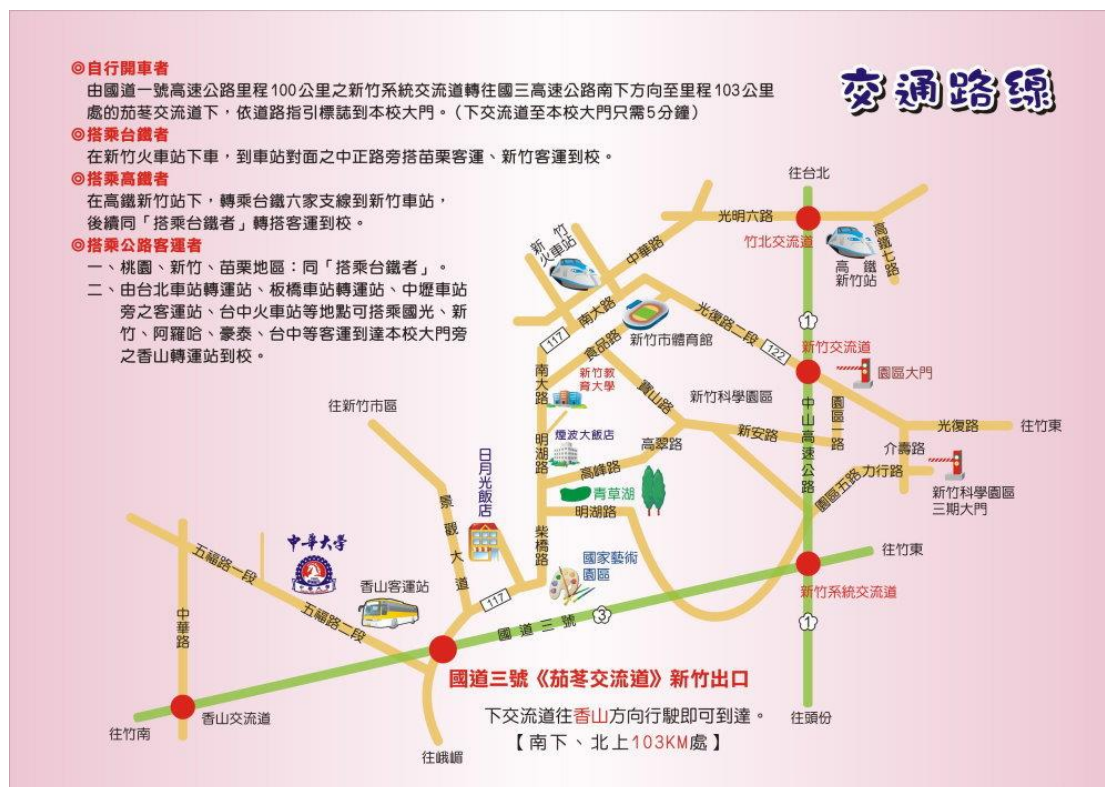 交通路線
◎自行開車者
由國道一號高速公路里程100公里之新竹系統交流道轉往國三高速公路南下方向至里程103公里
處的茄苳交流道下，依道路指引標誌到本校大門。(下交流道至本校大門只需5分鐘)
◎搭乘台鐵者
在新竹火車站下車，到車站對面之中正路旁搭苗栗客運、新竹客運到校。
◎搭乘高鐵者
在高鐵新竹站下，轉乘台鐵六家支線到新竹車站，
後續同「搭乘台鐵者」轉搭客運到校。
◎搭乘公路客運者
一、桃園、新竹、苗栗地區：同「搭乘台鐵者」。
二、由台北車站轉運站、板橋車站轉運站、中壢車站
旁之客運站、台中火車站等地點可搭乘國光、新
竹、阿羅哈、豪泰、台中等客運到達本校大門旁
之香山轉運站到校。
往台北
光明六路
竹北交流道
高鐵七路
高鐵
新竹站
新竹
火車站
中華路
南大路
117
食品路
新竹市體育館
光復路二段
122
1
新竹交流道
園區大門
南大路
新竹教
育大學
寶山路
新竹科學園區
中山高速公路
園區一路
往新竹市區
明湖路
煙波大飯店
高翠路
新安路
光復路
往竹東
介壽路
日月光飯店
高峰路
園區五路
力行路
新竹科學園區
三期大門
青草湖
明湖路
景觀大道
柴橋路
中華大學
五福路一段
國家藝術
園區
往竹東
香山客運站
117
新竹系統交流道
中華路
五福路二段
國道三號
3
1
國道三號《茄苳交流道》新竹出口
香山交流道
下交流道往香山方向行駛即可到達。
往頭份
往竹南
【南下、北上103KM處】
往峨嵋